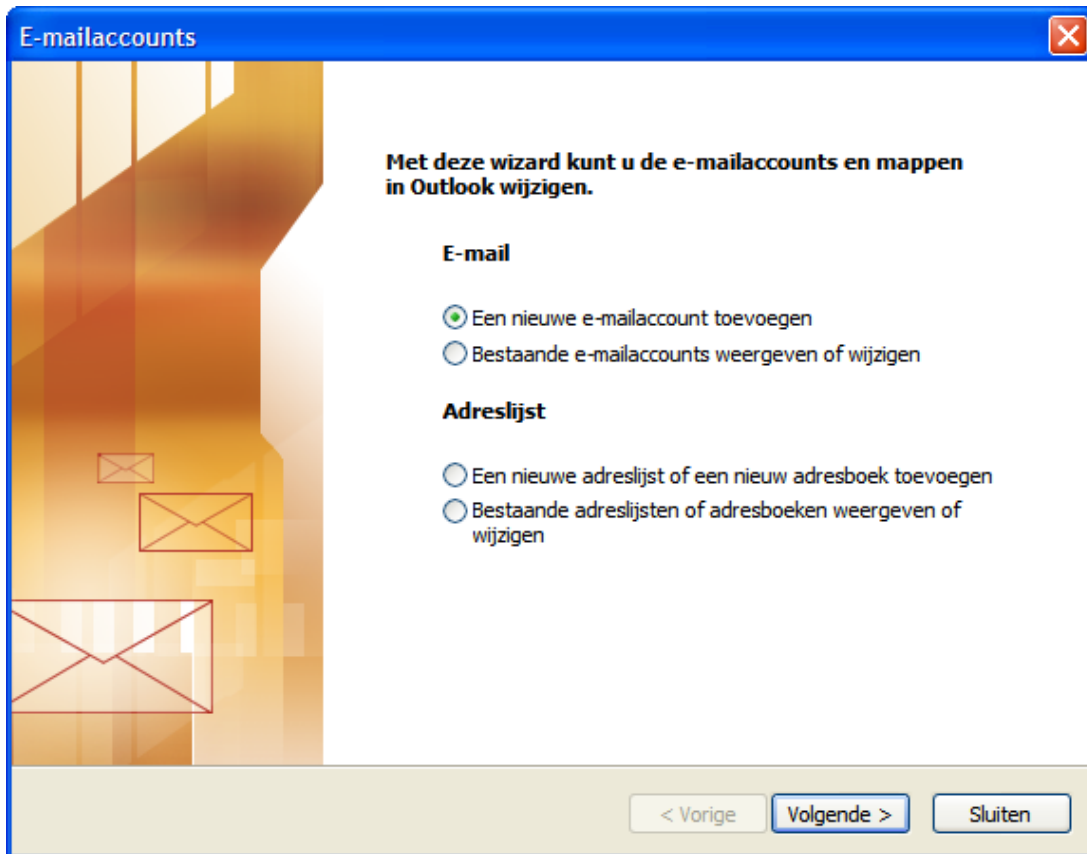 E-mailaccounts
Met deze wizard kunt u de e-mailaccounts en mappen
in Outlook wijzigen.
E-mail
Een nieuwe e-mailaccount toevoegen
Bestaande e-mailaccounts weergeven of wijzigen
Adreslijst
Een nieuwe adreslijst of een nieuw adresboek toevoegen
Bestaande adreslijsten of adresboeken weergeven of
wijzigen
< Vorige
Volgende >
Sluiten